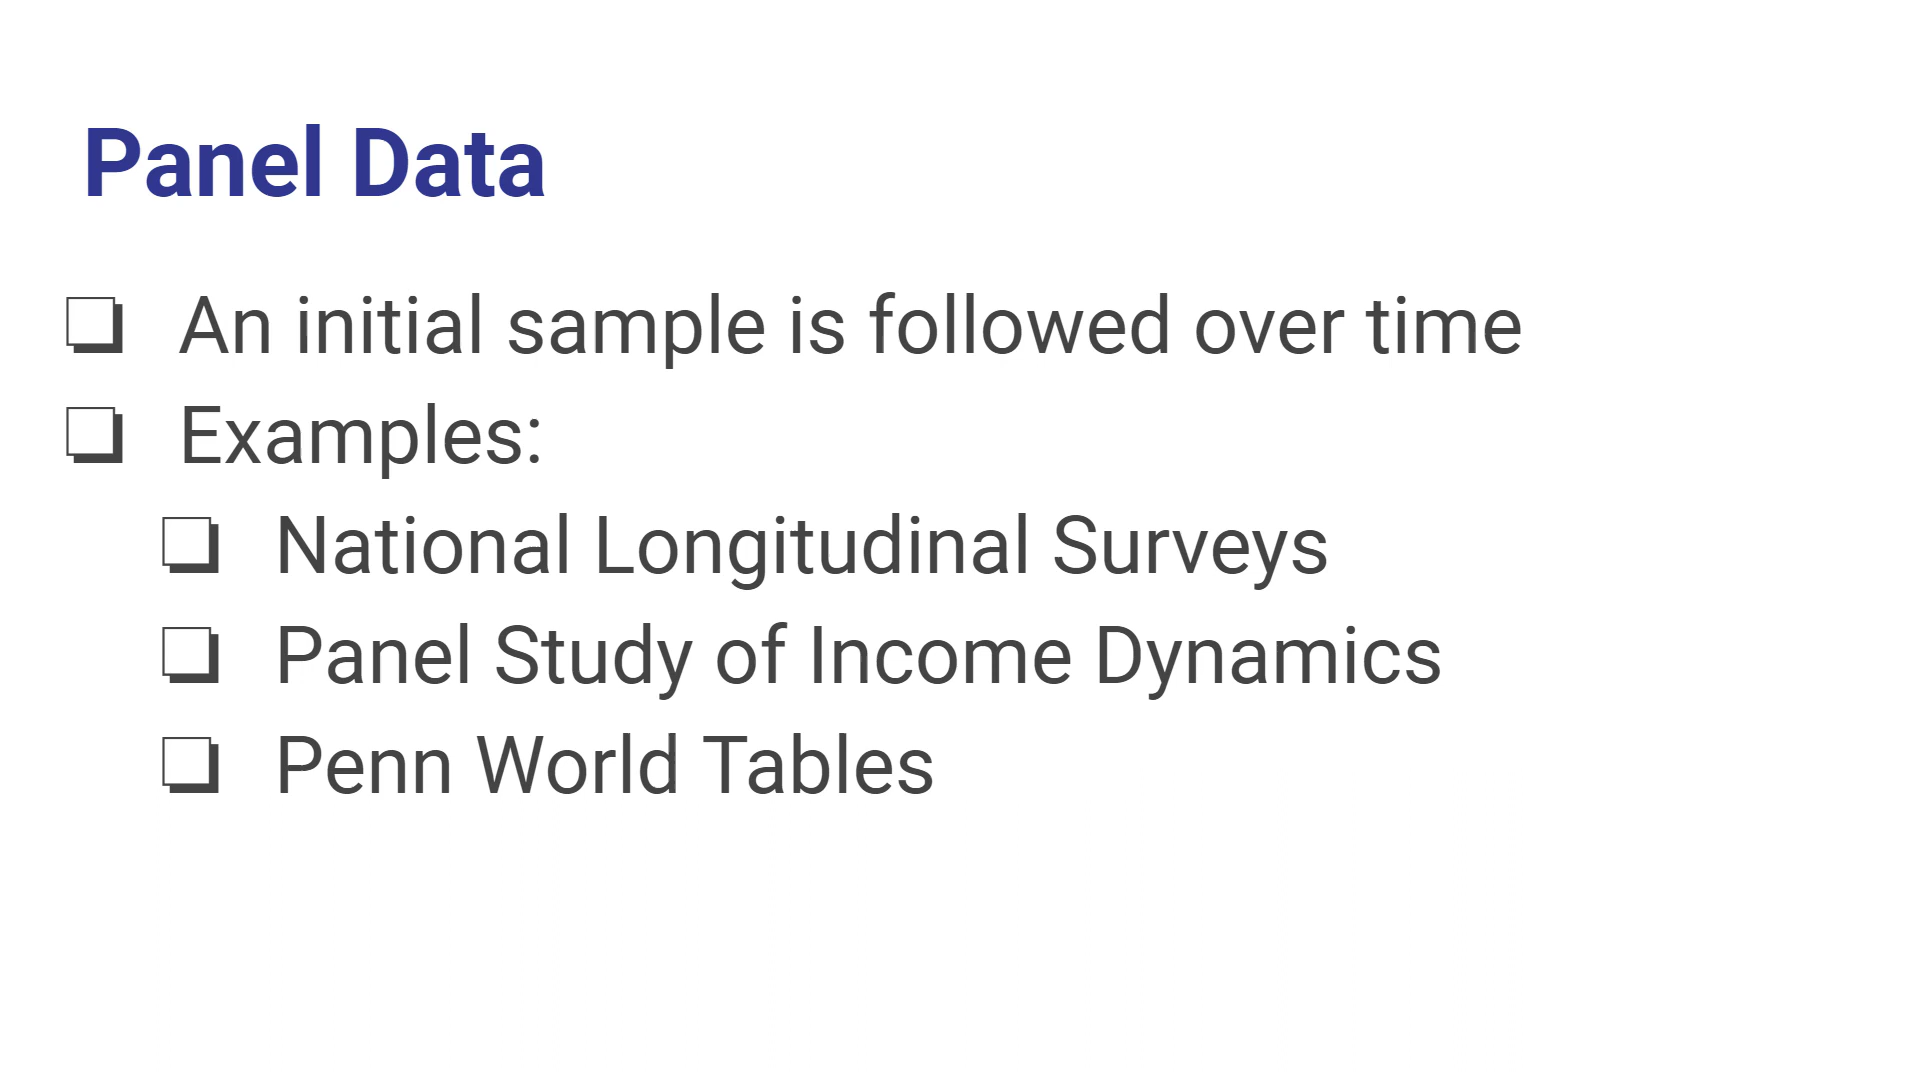 Panel Data
❏ An initial sample is followed over time
❏ Examples:
❏ National Longitudinal Surveys
❏ Panel Study of Income Dynamics
❏ Penn World Tables